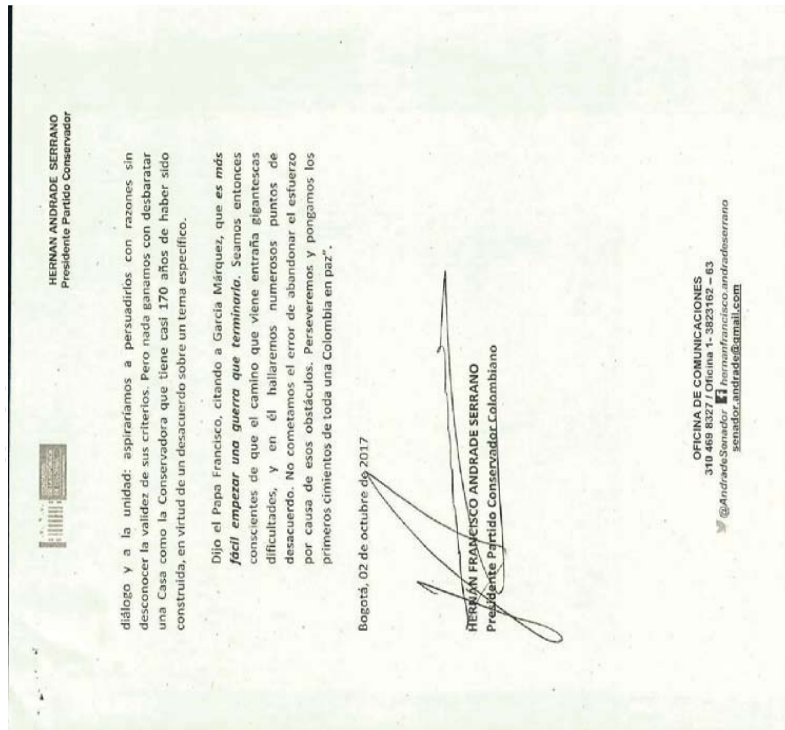 HERNAN ANDRADE SERRANO
Presidente Partido Conservador
diálogo y a la unidad: aspiraríamos a persuadirlos con razones sin
desconocer la validez de sus criterios. Pero nada ganamos con desbaratar
una Casa como la Conservadora que tiene casi 170 años de haber sido
construida, en virtud de un desacuerdo sobre un tema específico.
Dijo el Papa Francisco, citando a García Márquez, que es más
fácil empezar una guerra que terminarla. Seamos entonces
conscientes de que el camino que viene entraña gigantescas
dificultades, y en él hallaremos numerosos puntos de
desacuerdo. No cometamos el error de abandonar el esfuerzo
por causa de esos obstáculos. Perseveremos y pongamos los
primeros cimientos de toda una Colombia en paz”.
Bogotá, 02 de octubre de 2017
HERNÁN FRANCISCO ANDRADE SERRANO
Presidente Partido Conservador Colombiano
OFICINA DE COMUNICACIONES
310 469 8327 / Oficina 1- 3823162 – 63
@AndradeSenador hernanfrancisco.andradeserrano
senador.andrade@gmail.com